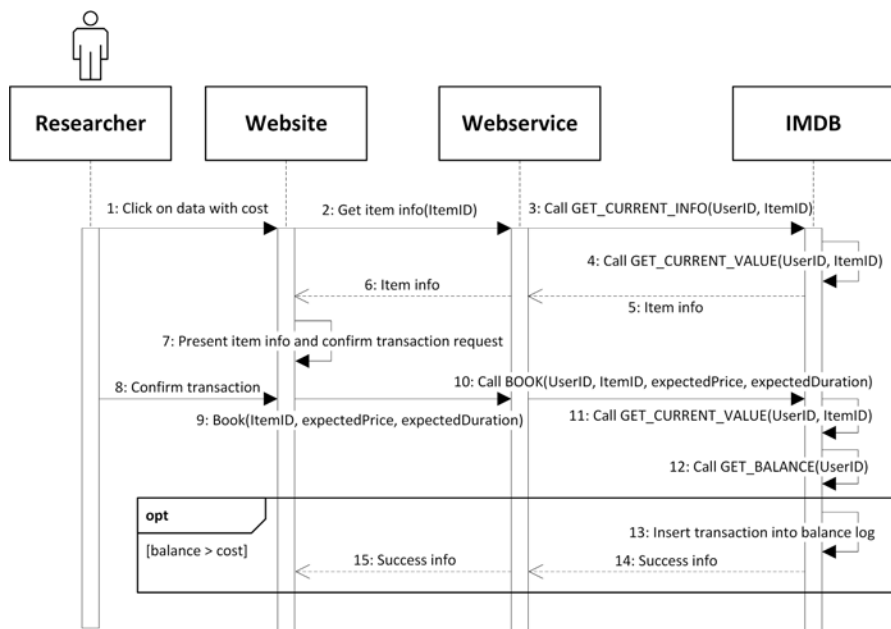 Researcher
Website
Webservice
IMDB
1: Click on data with cost
2: Get item info(ItemID)
3: Call GET_CURRENT_INFO(UserID, ItemID)
4: Call GET_CURRENT_VALUE(UserID, ItemID)
6: Item info
5: Item info
7: Present item info and confirm transaction request
8: Confirm transaction
10: Call BOOK(UserID, ItemID, expectedPrice, expectedDuration)
9: Book(ItemID, expectedPrice, expectedDuration)
11: Call GET_CURRENT_VALUE(UserID, ItemID)
12: Call GET_BALANCE(UserID)
opt
13: Insert transaction into balance log
[balance > cost]
15: Success info
14: Success info